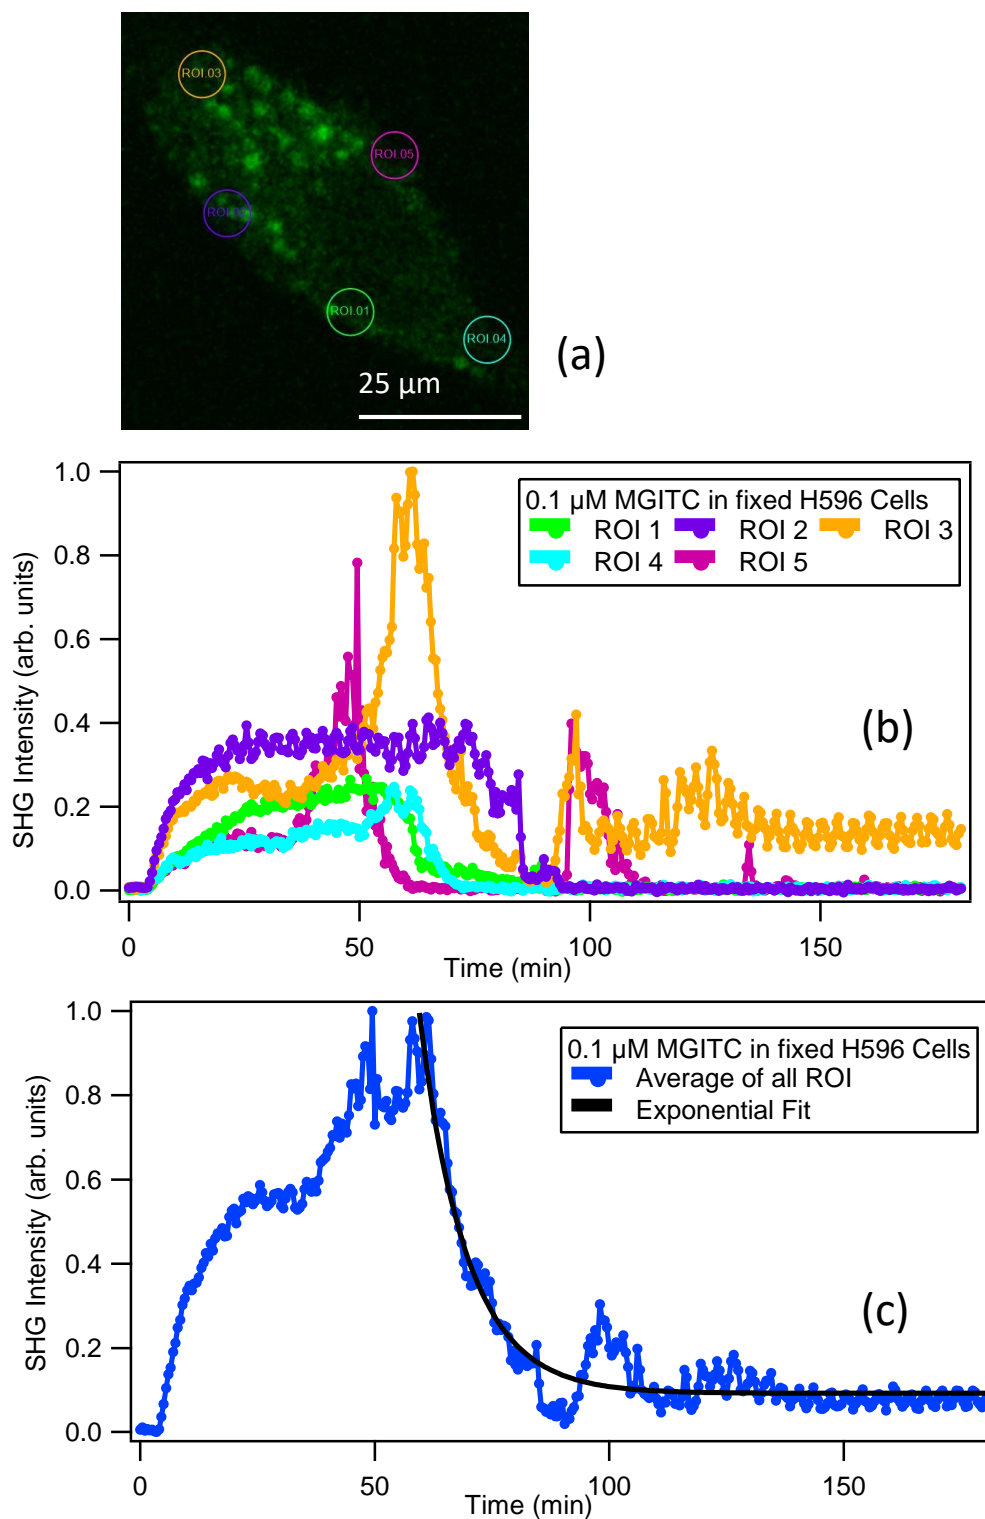 ROI.03
ROI.05
ROI.02
ROI.01
ROI.04
25 µm
(a)
SHG Intensity (arb. units)
1.0
0.8
0.6
0.4
0.2
0.0
0.1 µM MGITC in fixed H596 Cells
ROI 1 ROI 2 ROI 3
ROI 4 ROI 5
(b)
0 50 100 150
Time (min)
SHG Intensity (arb. units)
1.0
0.8
0.6
0.4
0.2
0.0
0.1 µM MGITC in fixed H596 Cells
Average of all ROI
Exponential Fit
(c)
0 50 100 150
Time (min)